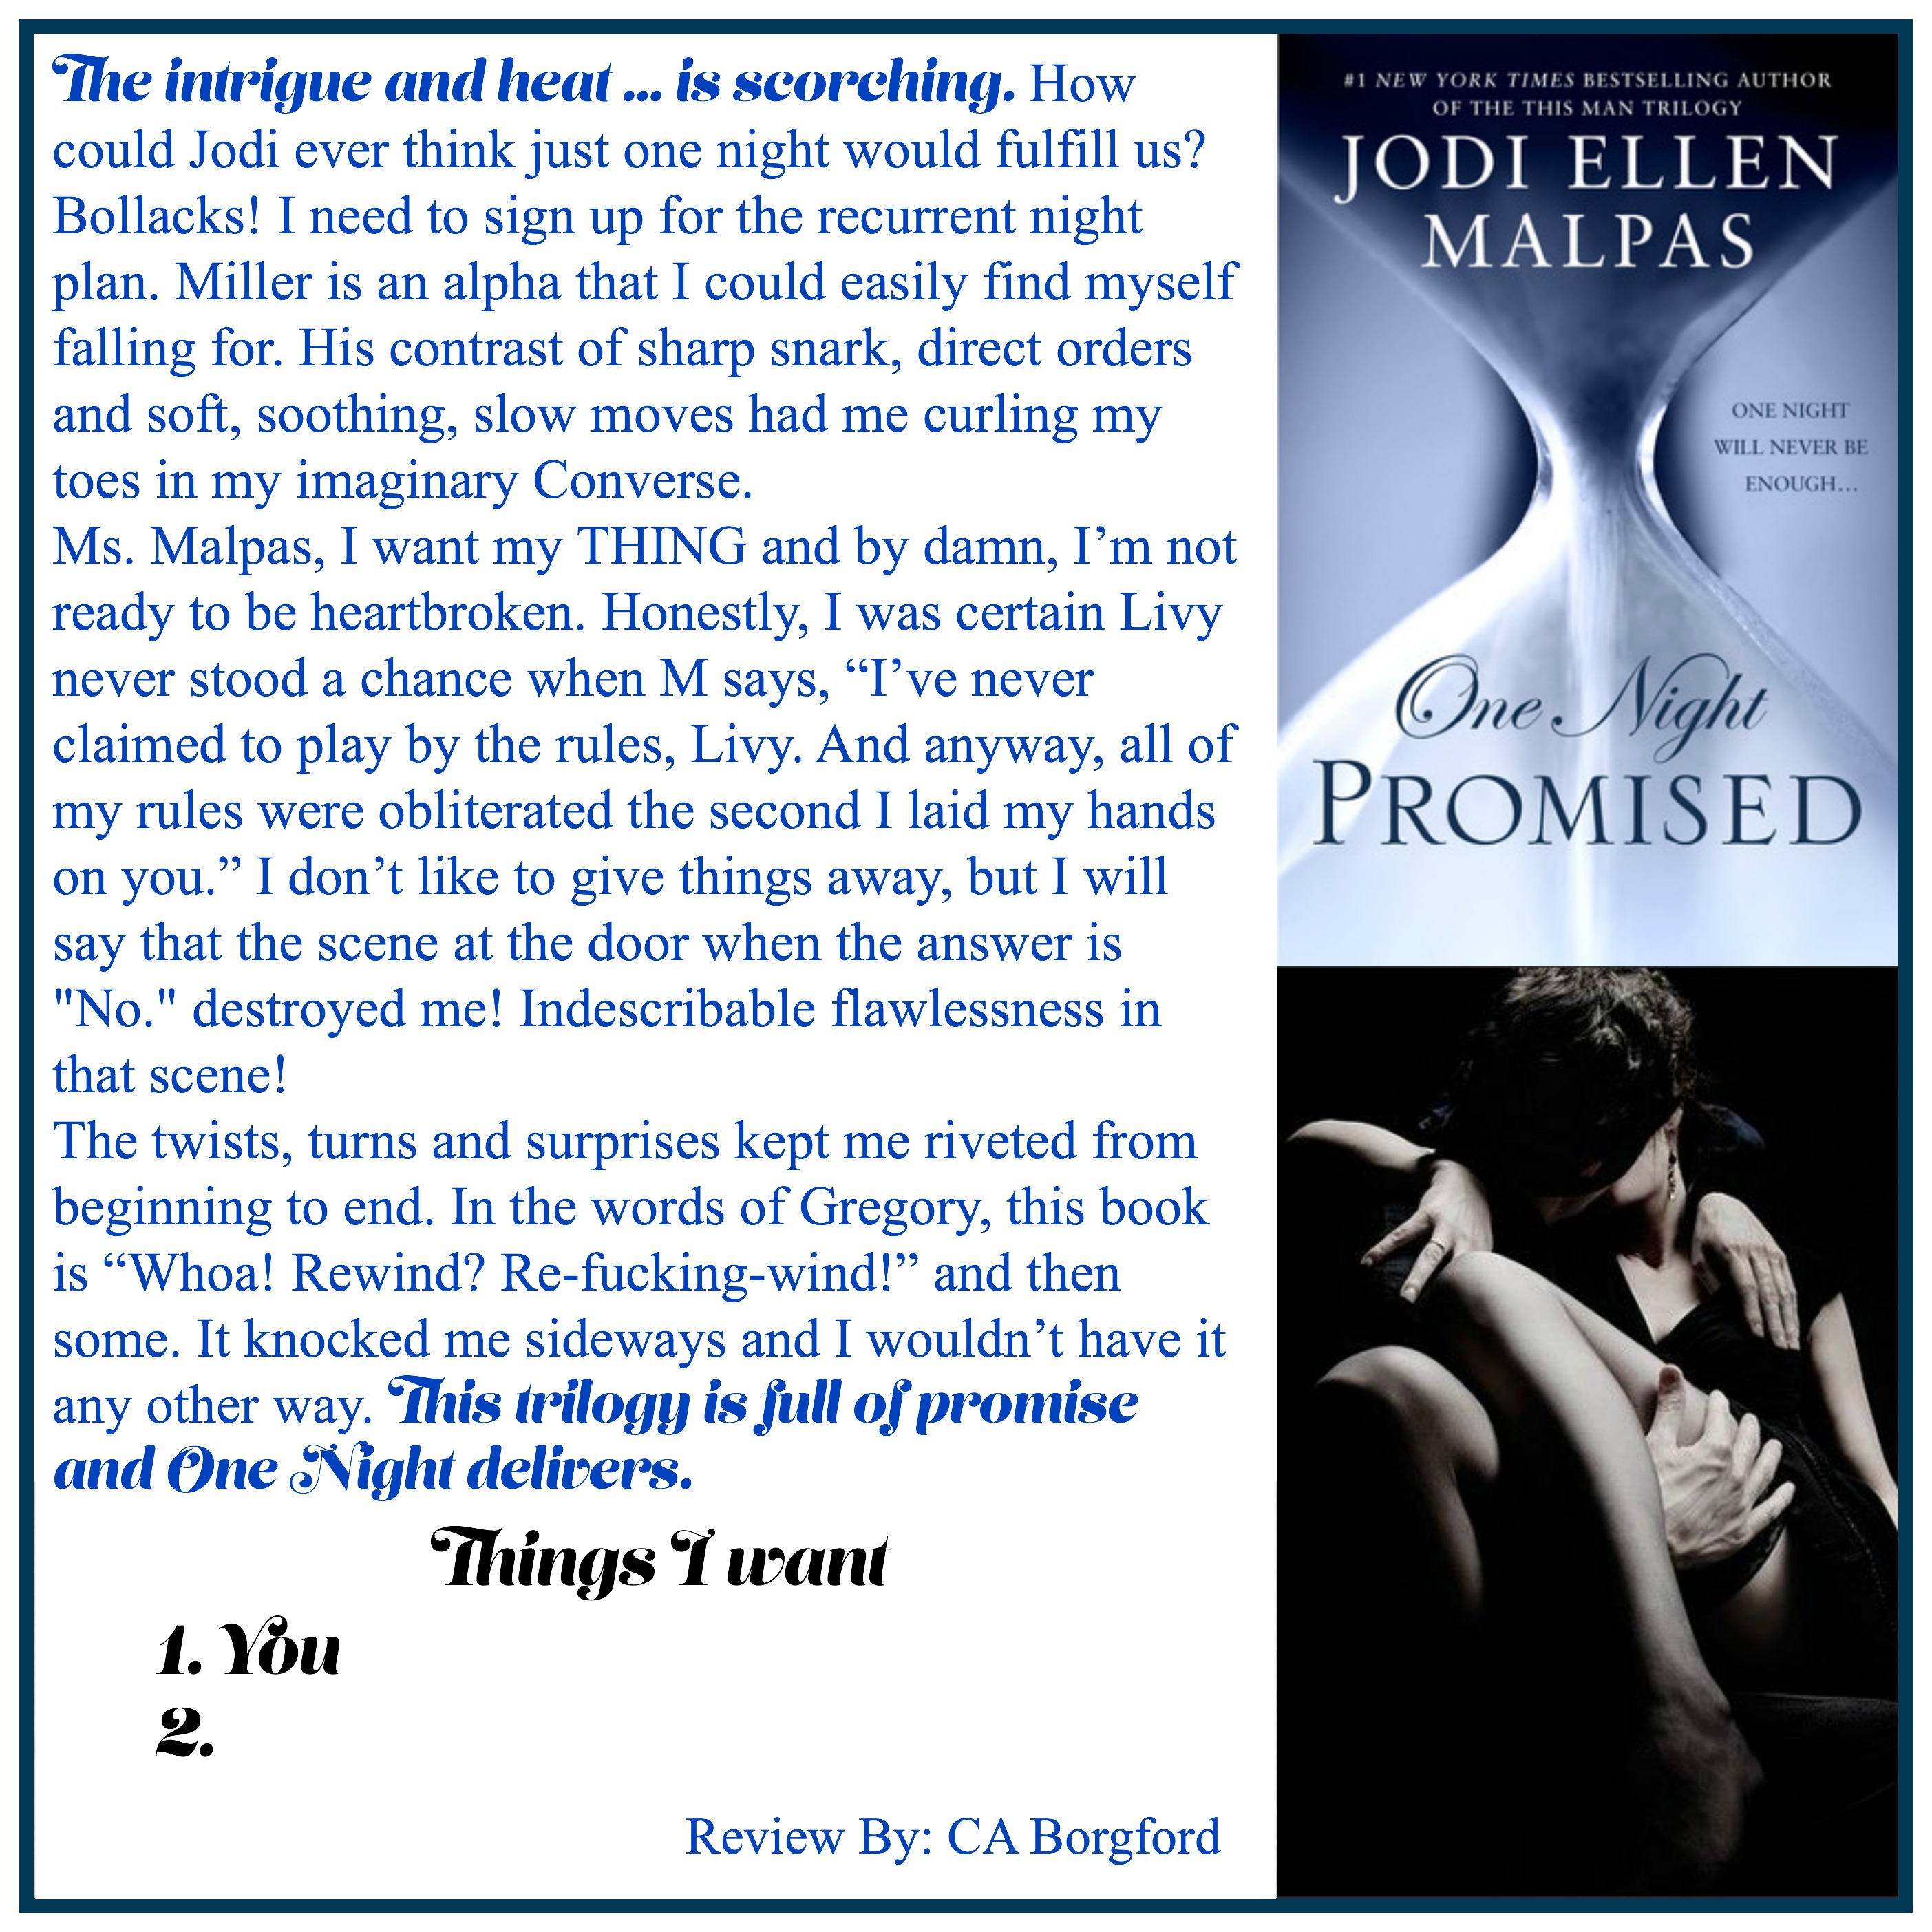 The intrigue and heat ... is scorching. How
could Jodi ever think just one night would fulfill us?
Bollacks! I need to sign up for the recurrent night
plan. Miller is an alpha that I could easily find myself
falling for. His contrast of sharp snark, direct orders
and soft, soothing, slow moves had me curling my
toes in my imaginary Converse.
Ms. Malpas, I want my THING and by damn, I’m not
ready to be heartbroken. Honestly, I was certain Livy
never stood a chance when M says, “I’ve never
claimed to play by the rules, Livy. And anyway, all of
my rules were obliterated the second I laid my hands
on you.” I don’t like to give things away, but I will
say that the scene at the door when the answer is
"No." destroyed me! Indescribable flawlessness in
that scene!
The twists, turns and surprises kept me riveted from
beginning to end. In the words of Gregory, this book
is “Whoa! Rewind? Re-fucking-wind!” and then
some. It knocked me sideways and I wouldn’t have it
any other way. This trilogy is full of promise
and One Night delivers.
Things I want
1. You
2.
Review By: CA Borgford
#1 NEW YORK TIMES BESTSELLING AUTHOR
OF THE THIS MAN TRILOGY
JODI ELLEN
MALPAS
ONE NIGHT
WILL NEVER BE
ENOUGH...
One Night
PROMISED